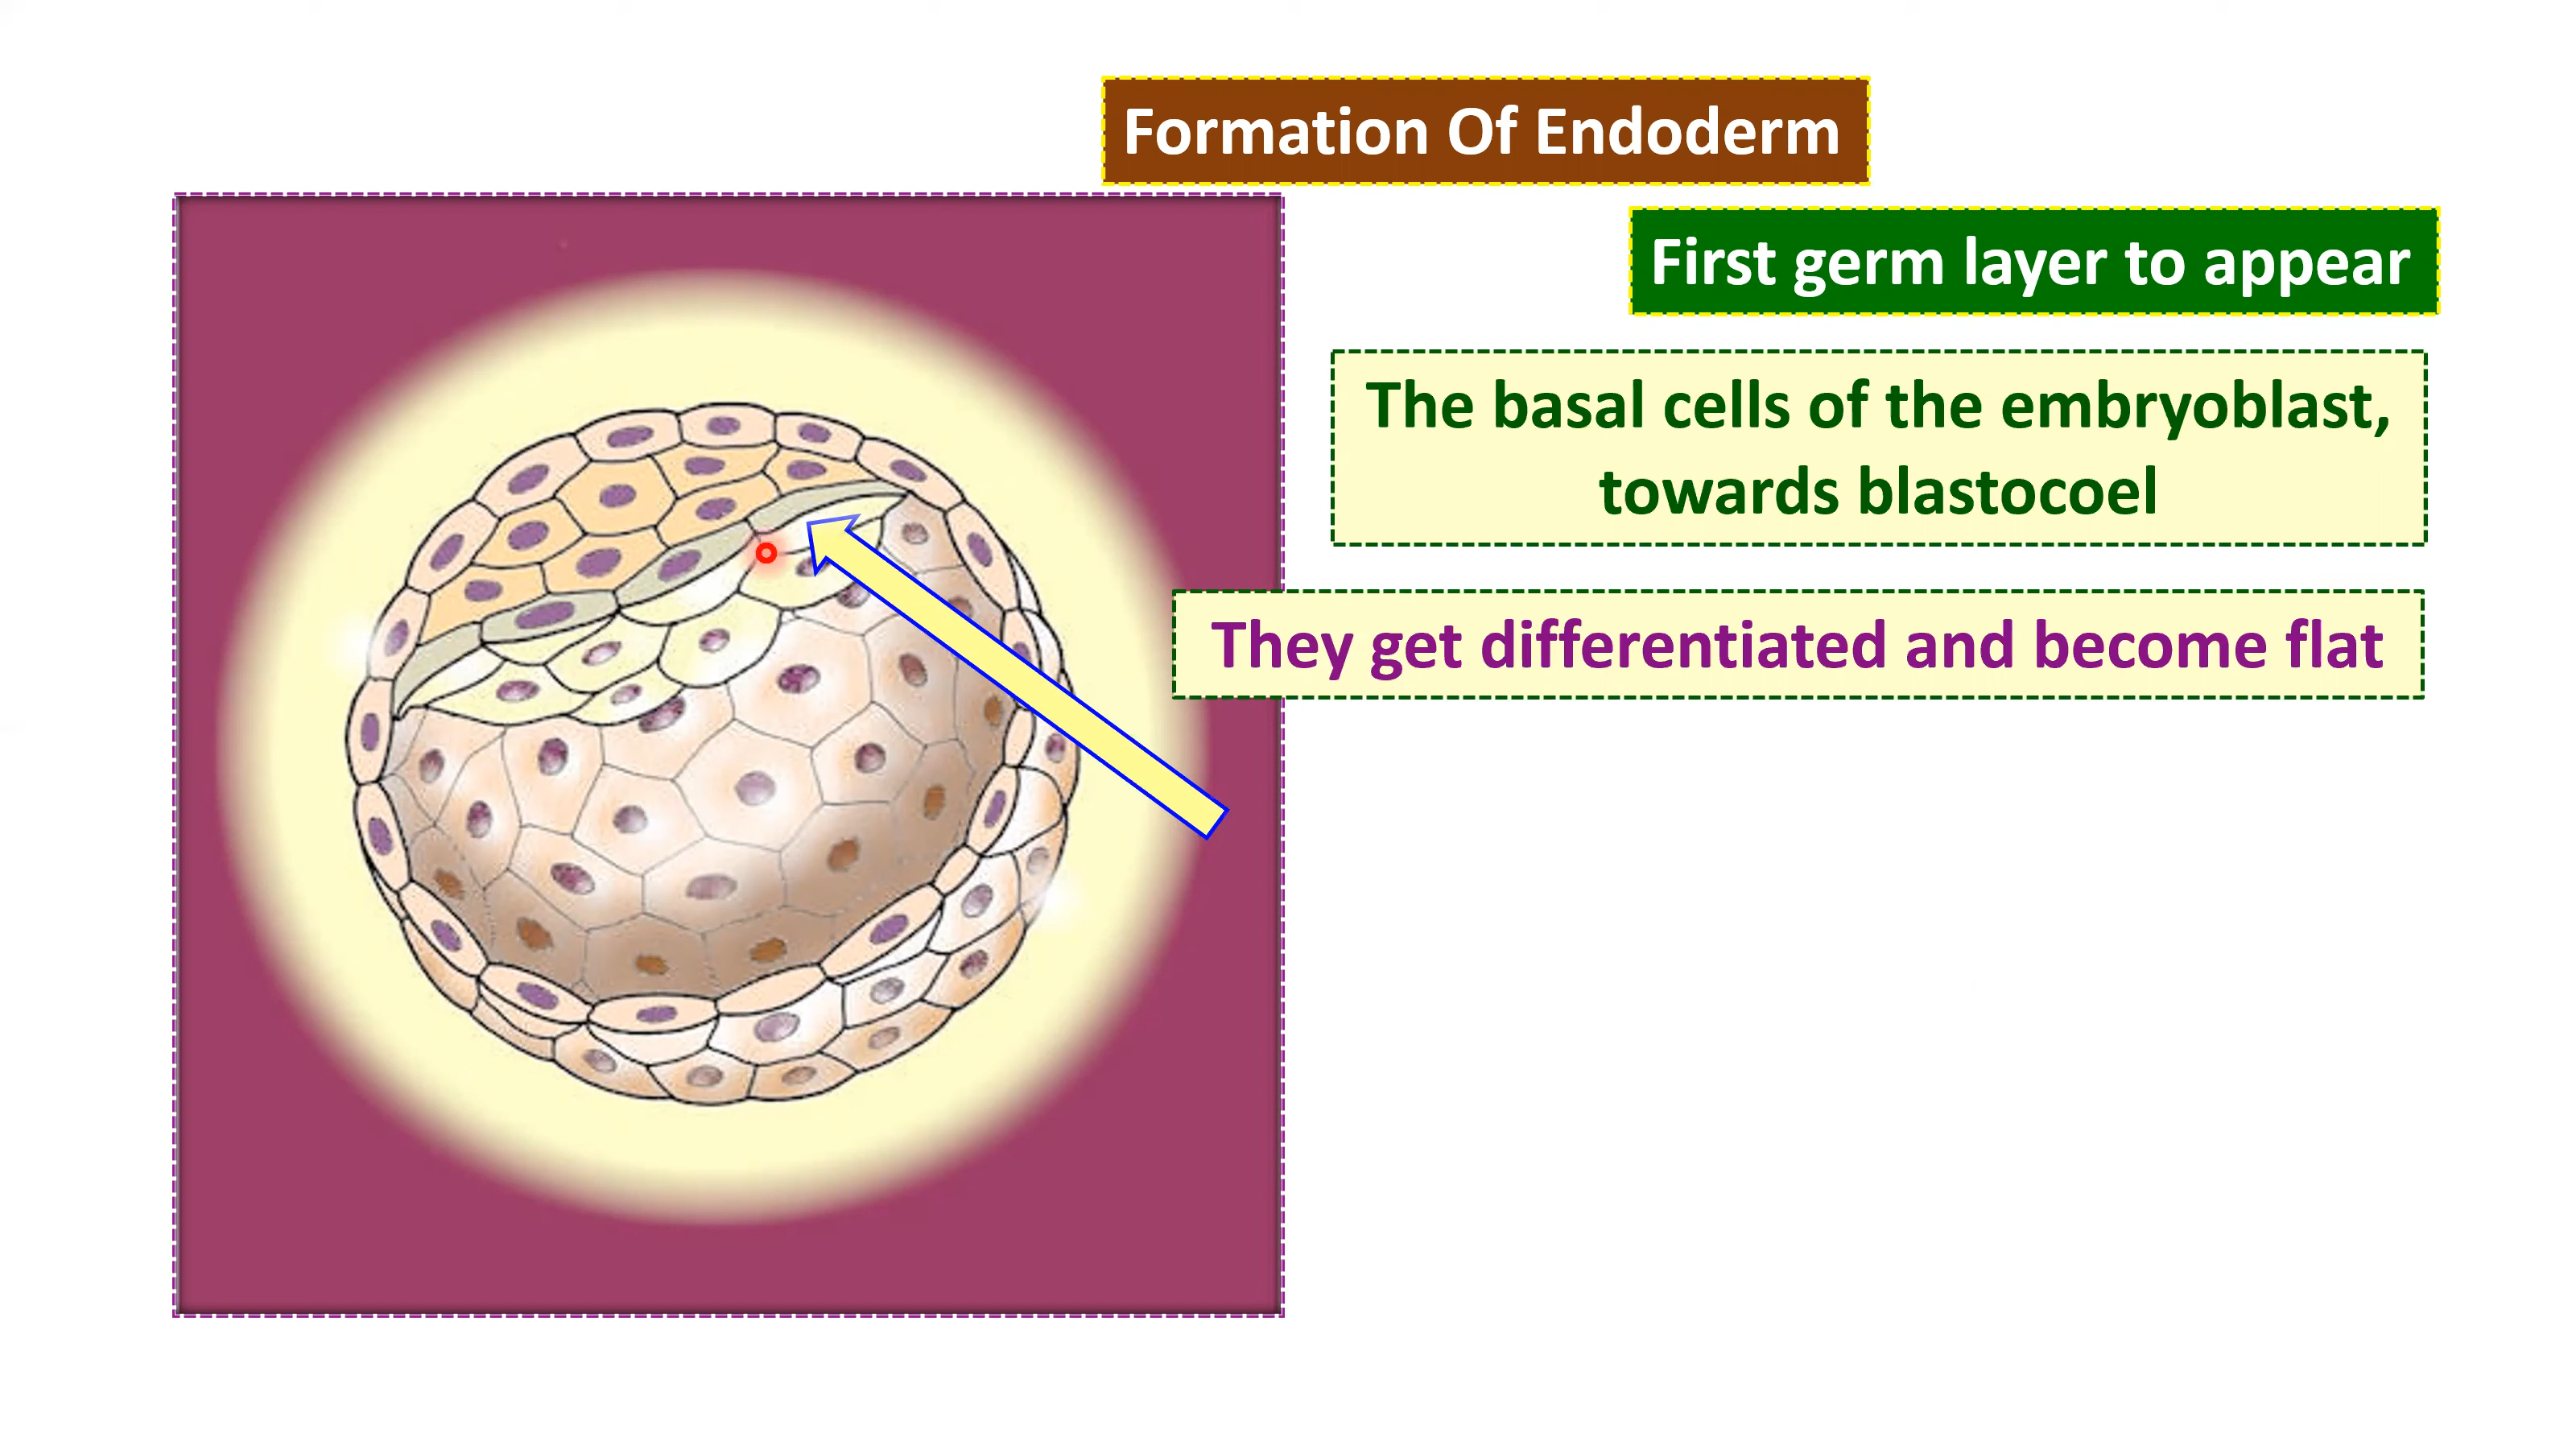 Formation Of Endoderm
First germ layer to appear
The basal cells of the embryoblast,
towards blastocoel
They get differentiated and become flat